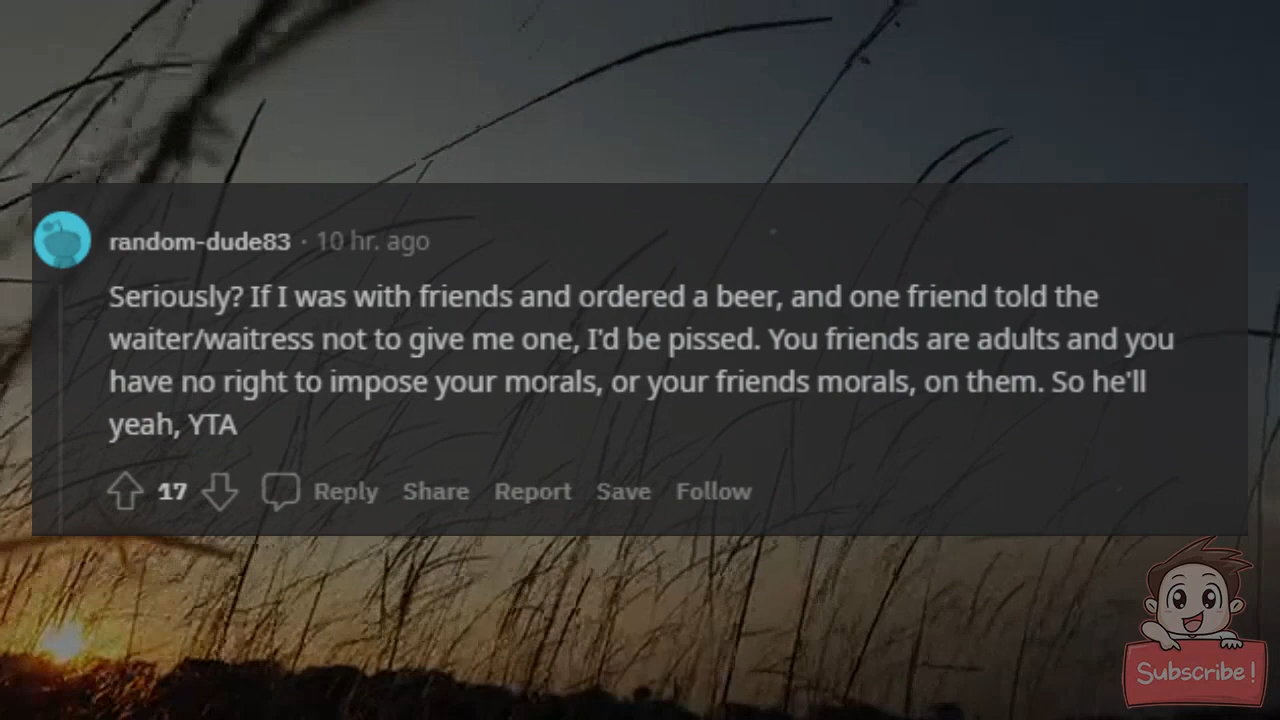 random-dude83 · 10 hr. ago
Seriously? If I was with friends and ordered a beer, and one friend told the
waiter/waitress not to give me one, I'd be pissed. You friends are adults and you
have no right to impose your morals, or your friends morals, on them. So he'll
yeah, YTA
17 Reply Share Report Save Follow
Subscribe!